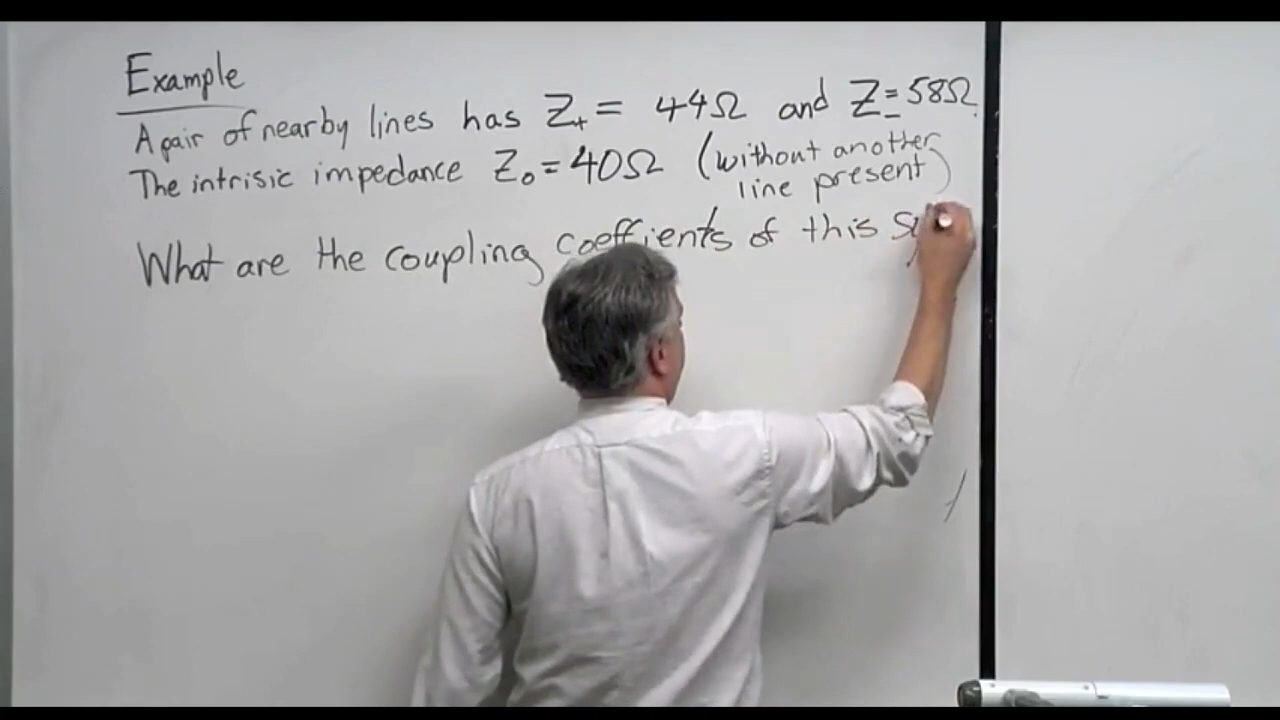 Example
A pair of nearby lines has Z₊ = 44Ω and Z₋ = 58Ω.
The intrisic impedance Z₀ = 40Ω (without another
line present)
What are the coupling coeffients of this